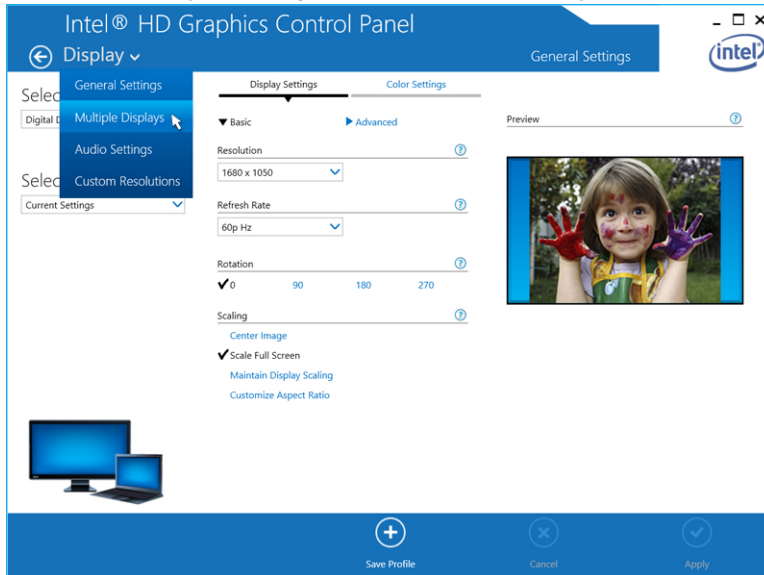 Intel® HD Graphics Control Panel
Display
General Settings
intel
General Settings
Multiple Displays
Audio Settings
Custom Resolutions
Selec
Digital D
Selec
Current Settings
Display Settings
Color Settings
Basic
Advanced
Resolution
1680 x 1050
Refresh Rate
60p Hz
Rotation
0 90 180 270
Scaling
Center Image
Scale Full Screen
Maintain Display Scaling
Customize Aspect Ratio
Preview
Save Profile
Cancel
Apply